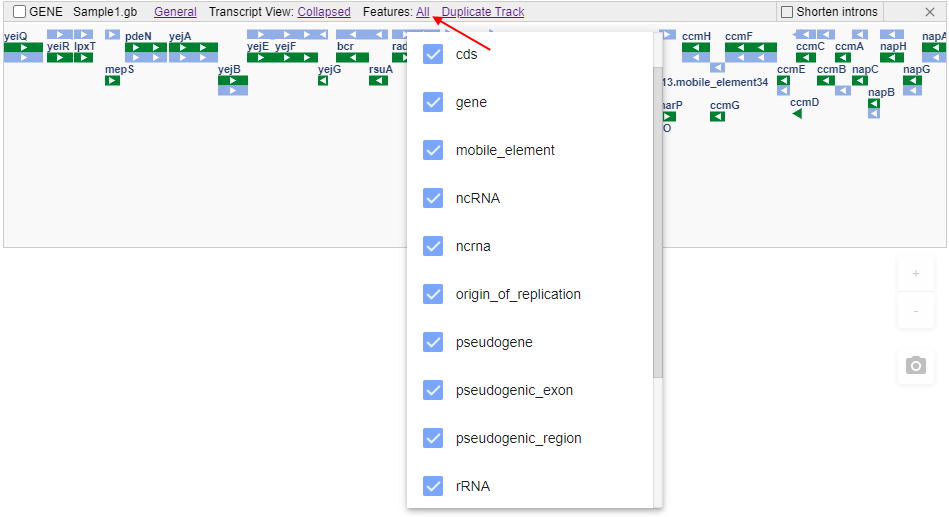 GENE Sample1.gb General Transcript View: Collapsed Features: All Duplicate Track Shorten introns
yeiQ pdeN yejA ccmH ccmF napA
yeiR lpxT yejE yejF bcr rad ccmC ccmA napH
mepS yejB yejG rsuA 13.mobile_element34 ccmE ccmB napC napG
napB
narP ccmG ccmD
O
cds
gene
mobile_element
ncRNA
ncrna
origin_of_replication
pseudogene
pseudogenic_exon
pseudogenic_region
rRNA
+
-